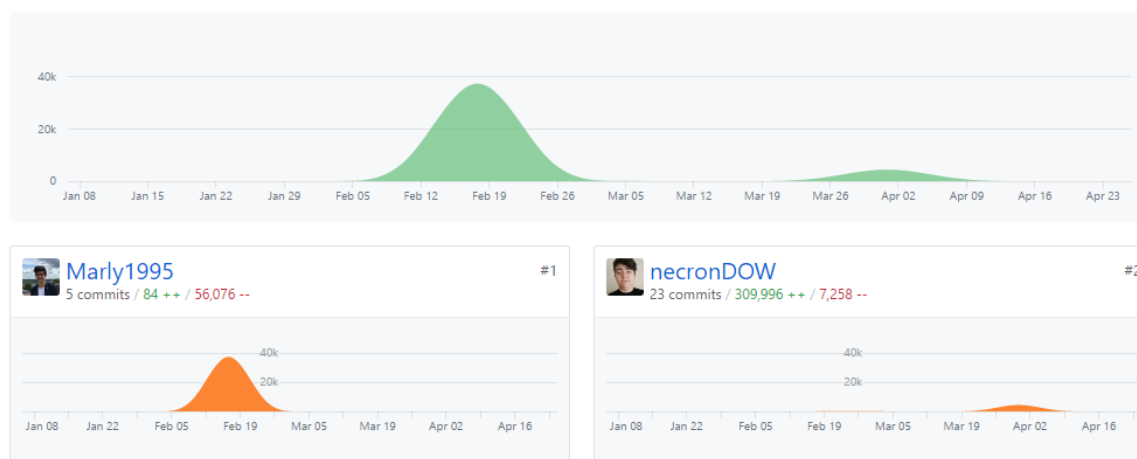 40k
20k
0
Jan 08 Jan 15 Jan 22 Jan 29 Feb 05 Feb 12 Feb 19 Feb 26 Mar 05 Mar 12 Mar 19 Mar 26 Apr 02 Apr 09 Apr 16 Apr 23
Marly1995 #1
5 commits / 84 ++ / 56,076 --
40k
20k
Jan 08 Jan 22 Feb 05 Feb 19 Mar 05 Mar 19 Apr 02 Apr 16
necronDOW #2
23 commits / 309,996 ++ / 7,258 --
40k
20k
Jan 08 Jan 22 Feb 05 Feb 19 Mar 05 Mar 19 Apr 02 Apr 16